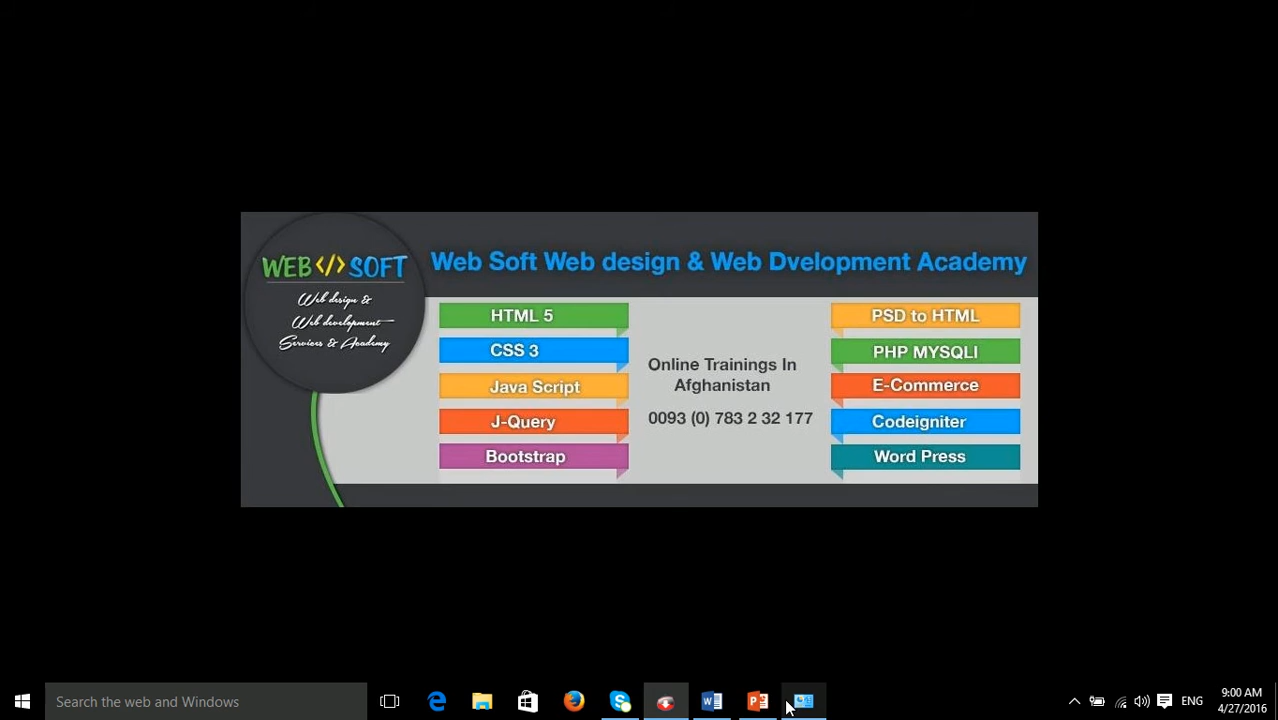 WEB </> SOFT
Web design &
Web development
Services & Academy
Web Soft Web design & Web Dvelopment Academy
HTML 5
CSS 3
Java Script
J-Query
Bootstrap
Online Trainings In
Afghanistan
0093 (0) 783 2 32 177
PSD to HTML
PHP MYSQLI
E-Commerce
Codeigniter
Word Press
Search the web and Windows
ENG
9:00 AM
4/27/2016